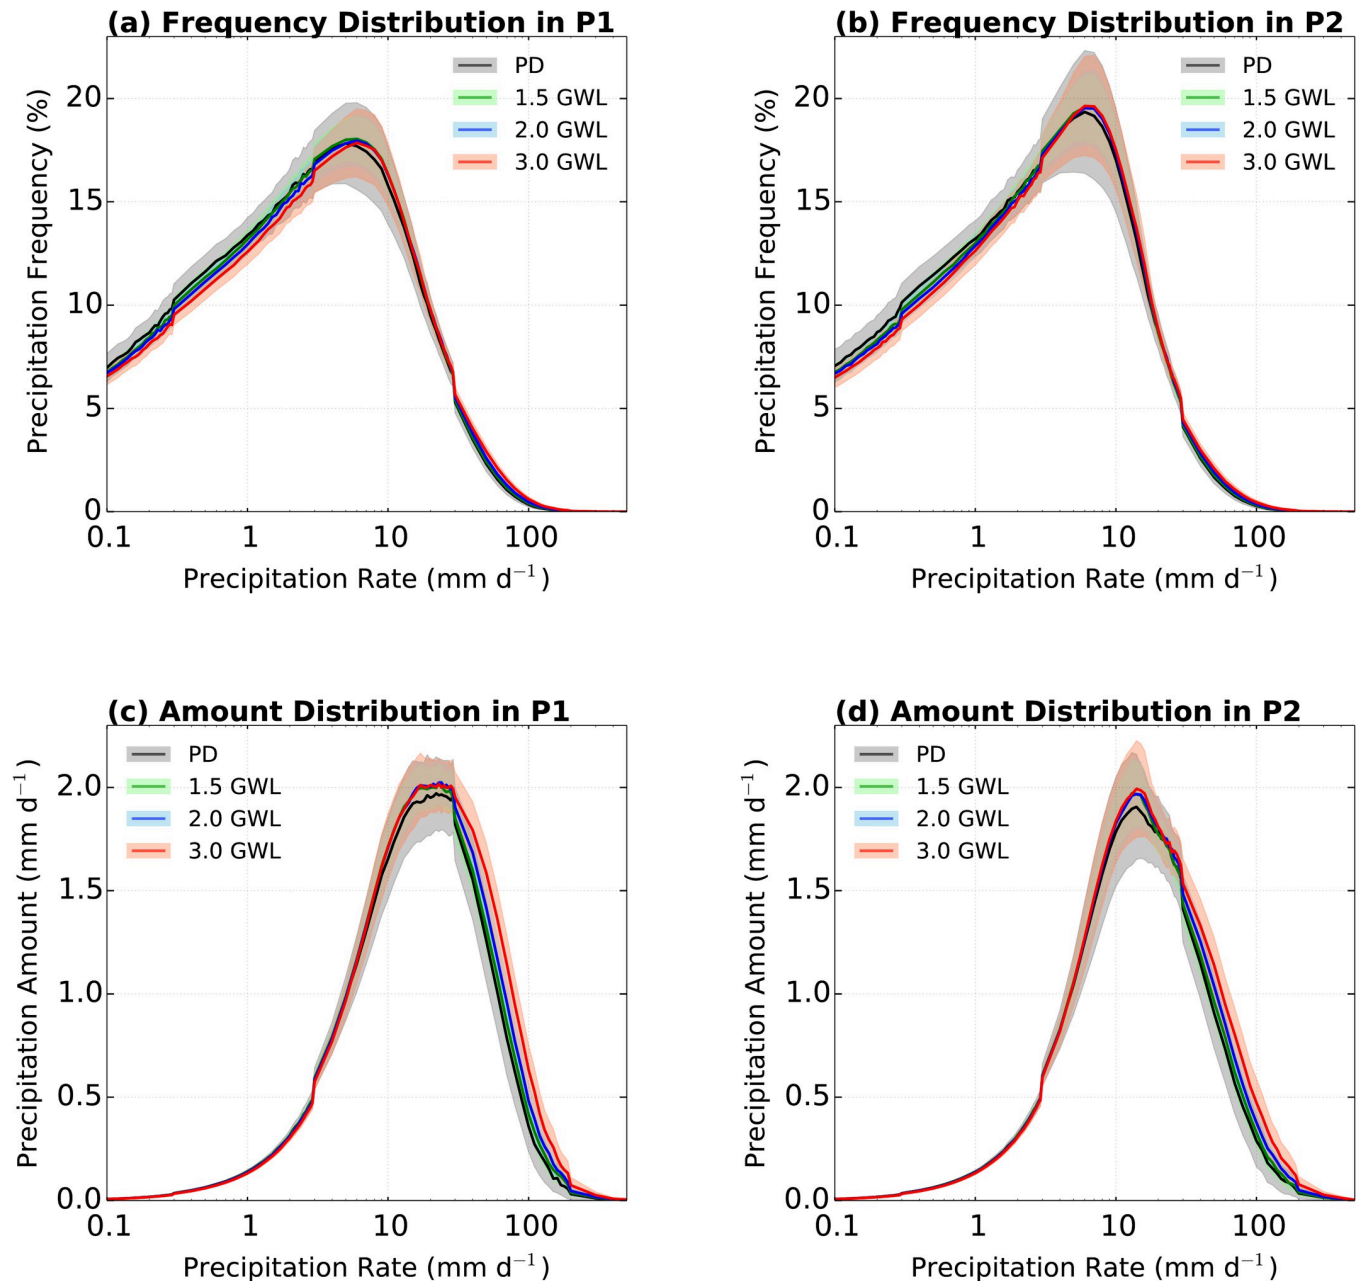 (a) Frequency Distribution in P1
PD
1.5 GWL
2.0 GWL
3.0 GWL
20
15
10
5
0
0.1 1 10 100
Precipitation Frequency (%)
Precipitation Rate (mm d⁻¹)
(b) Frequency Distribution in P2
PD
1.5 GWL
2.0 GWL
3.0 GWL
20
15
10
5
0
0.1 1 10 100
Precipitation Frequency (%)
Precipitation Rate (mm d⁻¹)
(c) Amount Distribution in P1
PD
1.5 GWL
2.0 GWL
3.0 GWL
2.0
1.5
1.0
0.5
0.0
0.1 1 10 100
Precipitation Amount (mm d⁻¹)
Precipitation Rate (mm d⁻¹)
(d) Amount Distribution in P2
PD
1.5 GWL
2.0 GWL
3.0 GWL
2.0
1.5
1.0
0.5
0.0
0.1 1 10 100
Precipitation Amount (mm d⁻¹)
Precipitation Rate (mm d⁻¹)